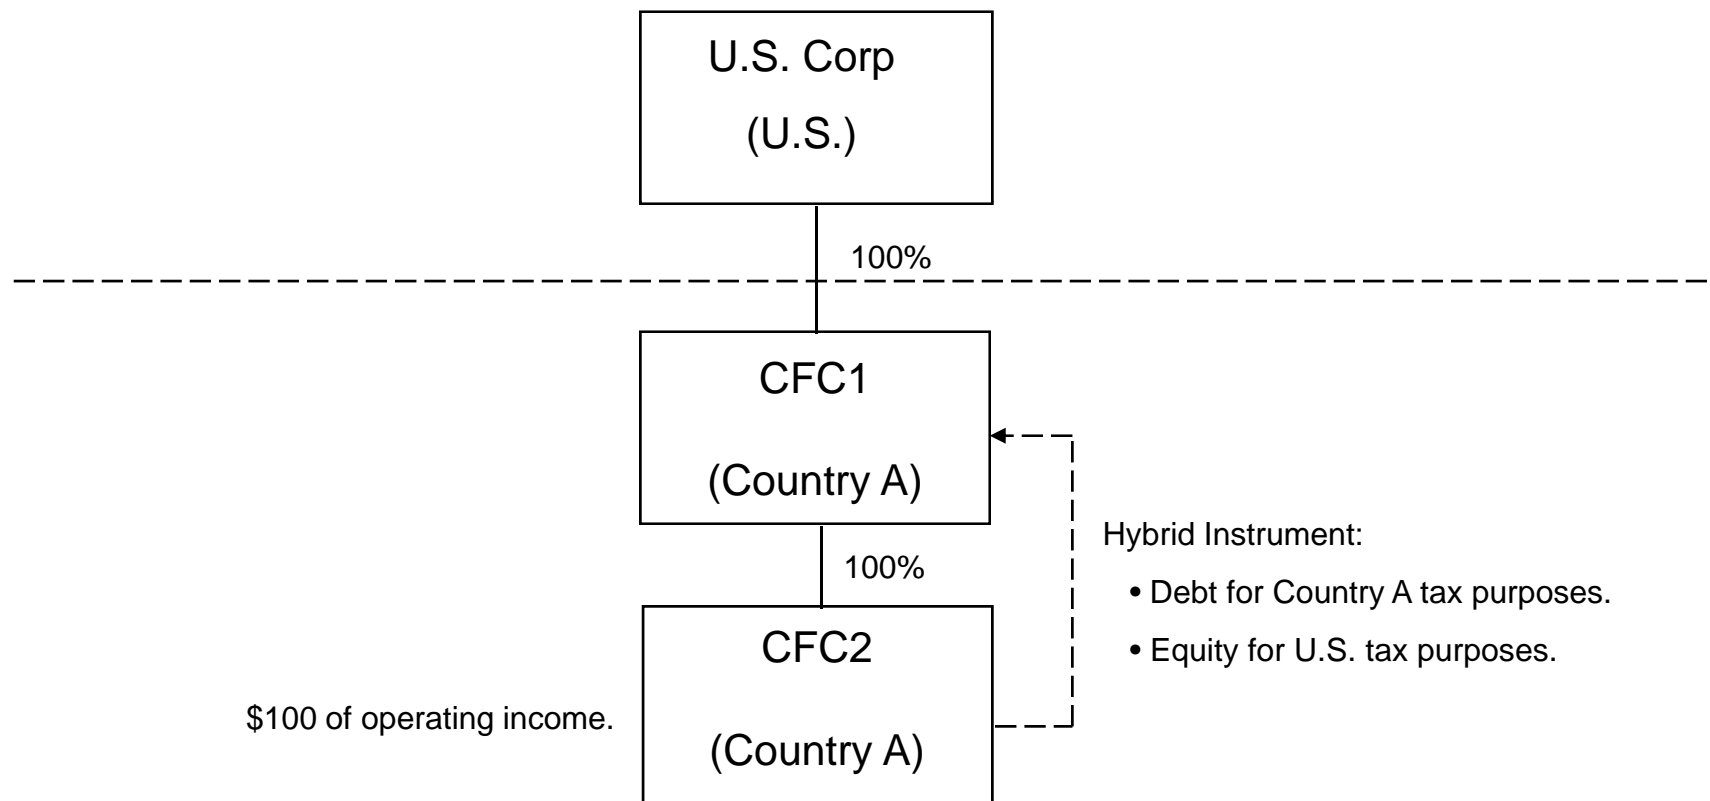 U.S. Corp
(U.S.)
100%
CFC1
(Country A)
100%
Hybrid Instrument:
• Debt for Country A tax purposes.
• Equity for U.S. tax purposes.
CFC2
(Country A)
$100 of operating income.